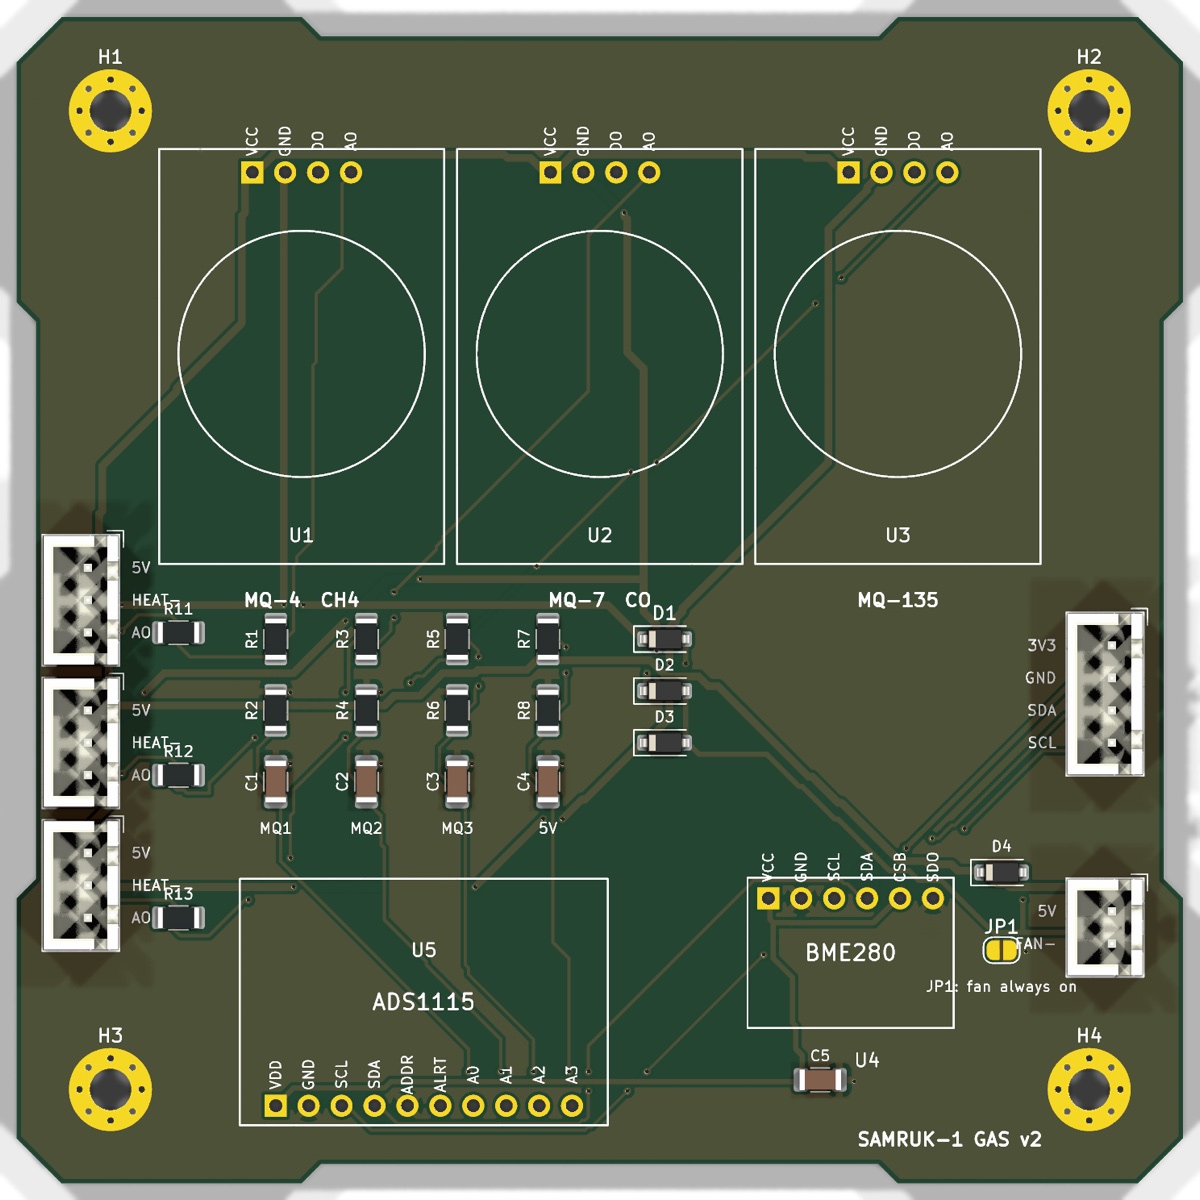 H1
H2
VCC GND DO AO
VCC GND DO AO
VCC GND DO AO
U1
U2
U3
MQ-4 CH4
MQ-7 CO
MQ-135
5V
HEAT-
AO
R11
R1
R3
R5
R7
D1
D2
D3
3V3
GND
SDA
SCL
5V
HEAT-
AO
R12
R2
R4
R6
R8
C1
C2
C3
C4
MQ1
MQ2
MQ3
5V
5V
HEAT-
AO
R13
VCC GND SCL SDA CSB SDO
D4
5V
FAN-
JP1
JP1: fan always on
BME280
U5
ADS1115
VDD GND SCL SDA ADDR ALRT A0 A1 A2 A3
C5
U4
H3
H4
SAMRUK-1 GAS v2